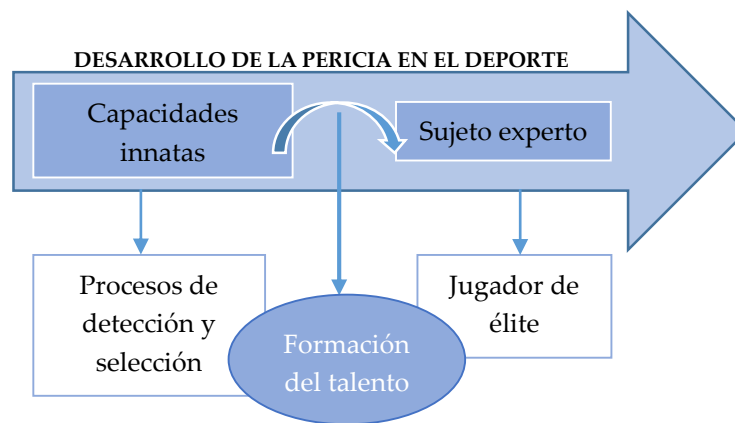 DESARROLLO DE LA PERICIA EN EL DEPORTE
Capacidades
innatas
Sujeto experto
Procesos de
detección y
selección
Formación
del talento
Jugador de
élite